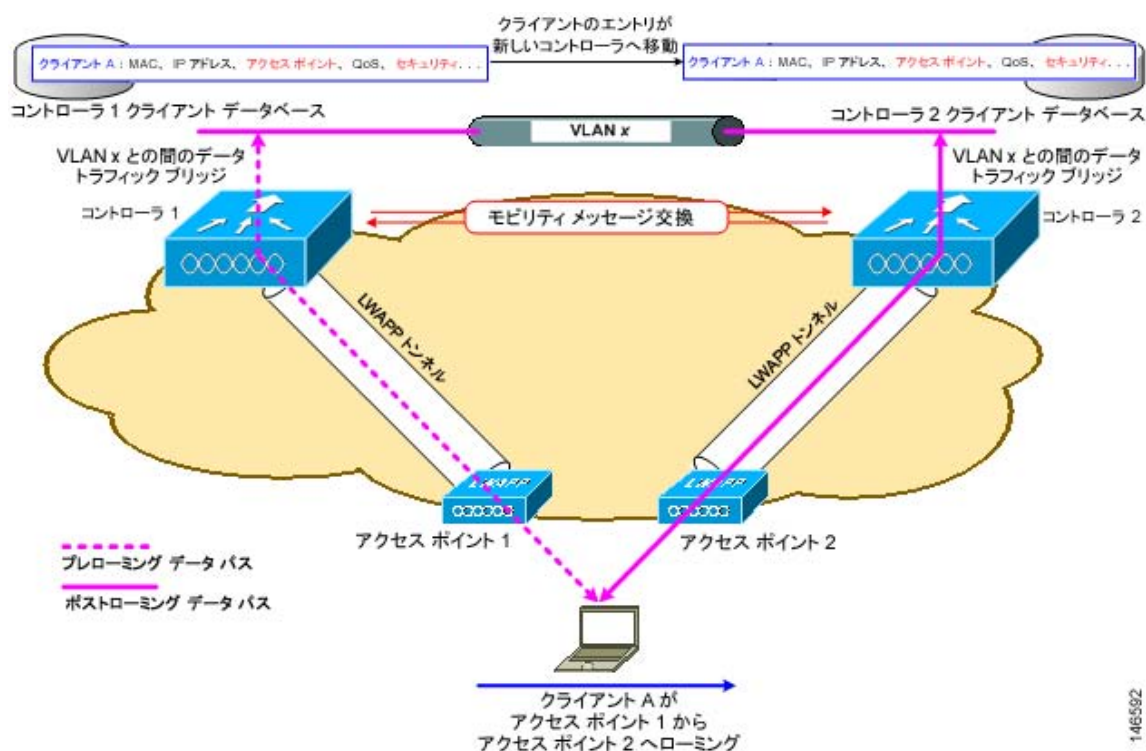 クライアントのエントリが
新しいコントローラへ移動
クライアント A : MAC、 IP アドレス、 アクセス ポイント、 QoS、 セキュリティ. . .
クライアント A : MAC、 IP アドレス、 アクセス ポイント、 QoS、 セキュリティ. . .
コントローラ 1 クライアント データベース
コントローラ 2 クライアント データベース
VLAN x
VLAN x との間のデータ
トラフィック ブリッジ
VLAN x との間のデータ
トラフィック ブリッジ
コントローラ 1
モビリティ メッセージ交換
コントローラ 2
LWAPP トンネル
LWAPP トンネル
LWAPP
LWAPP
アクセス ポイント 1
アクセス ポイント 2
プレローミング データ パス
ポストローミング データ パス
クライアント A が
アクセス ポイント 1 から
アクセス ポイント 2 へローミング
146592